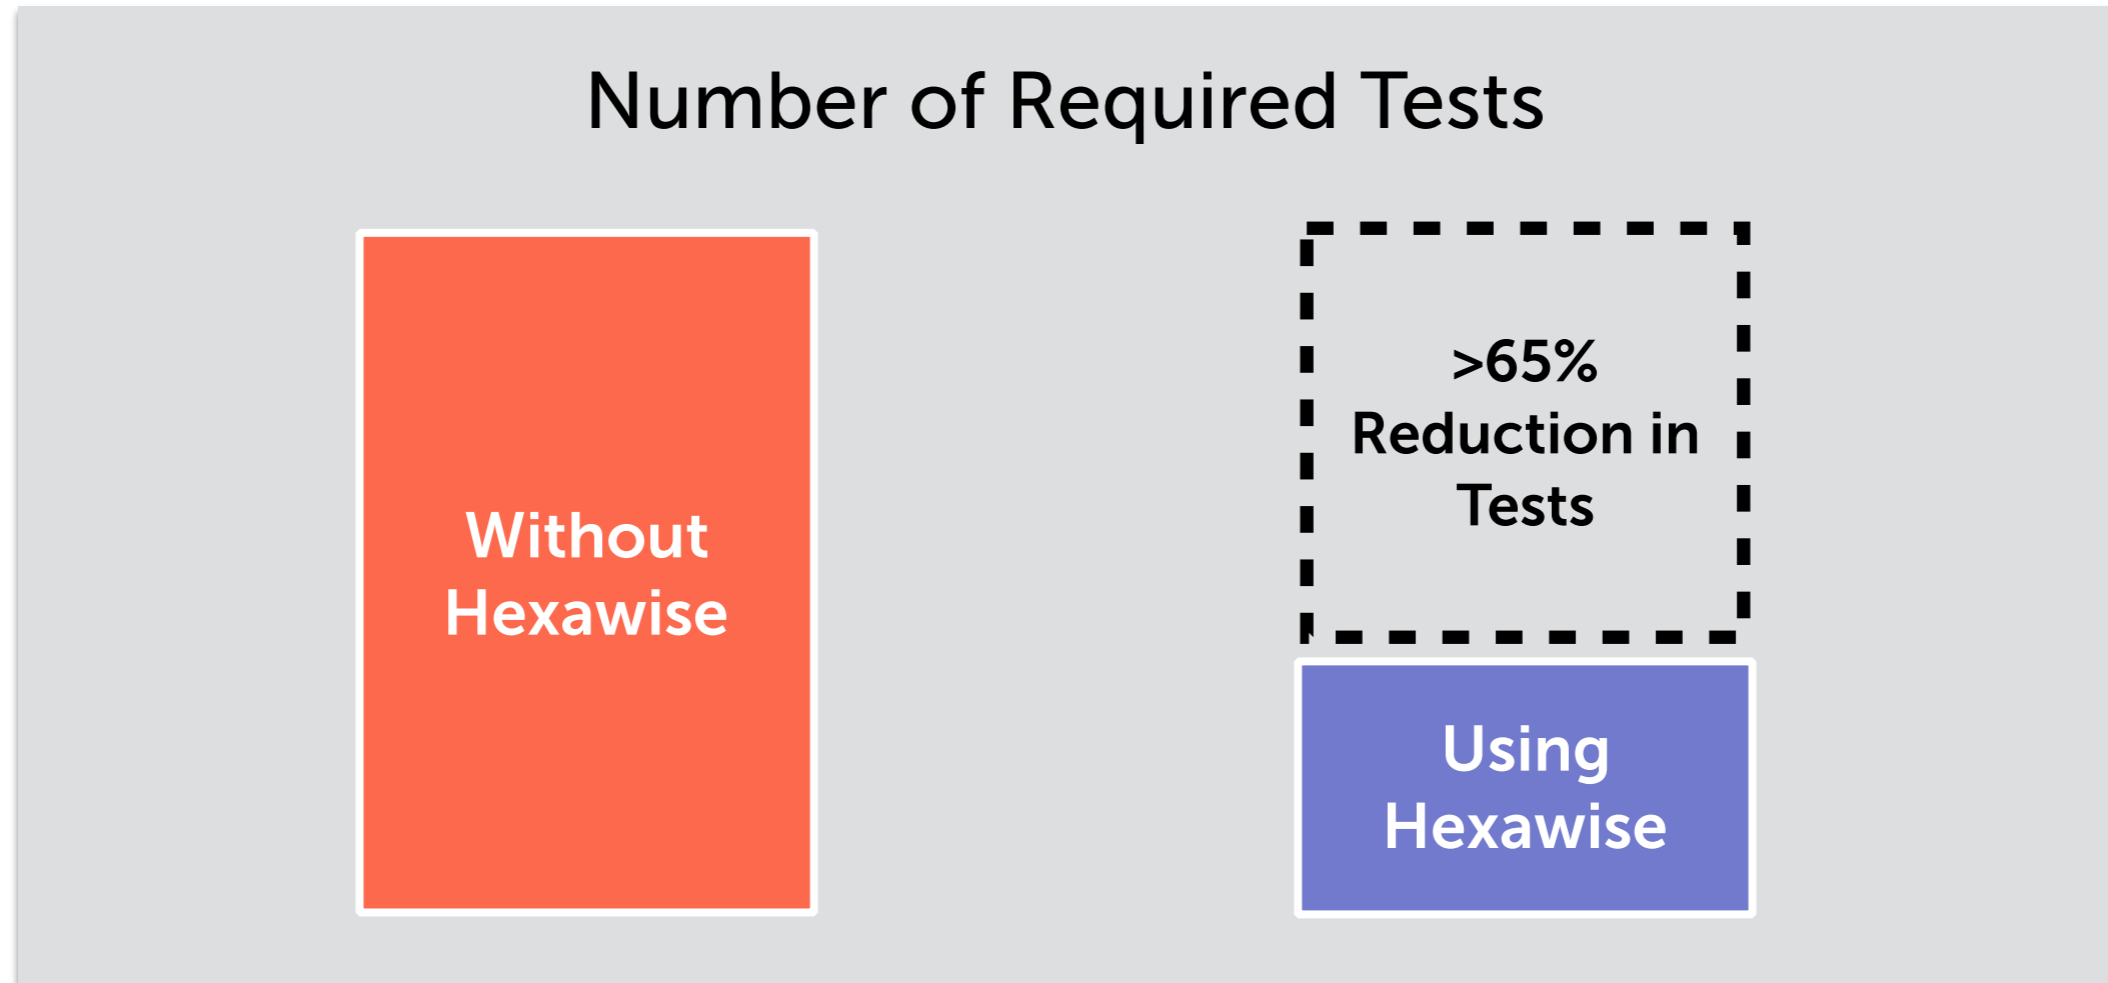 Number of Required Tests
Without
Hexawise
>65%
Reduction in
Tests
Using
Hexawise